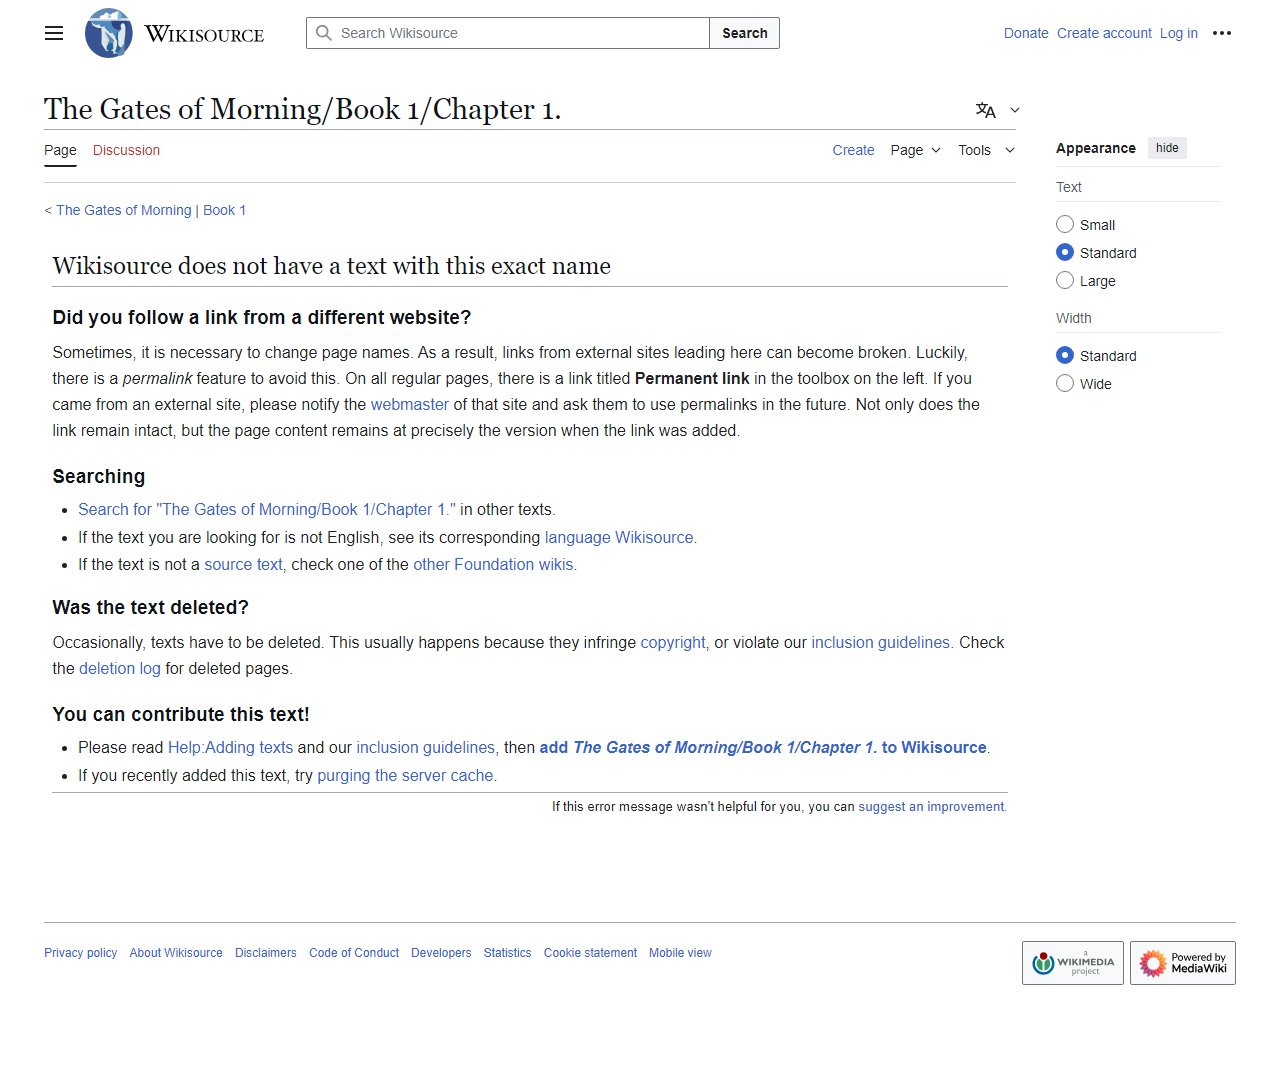 WIKISOURCE
Search Wikisource
Search
Donate Create account Log in
The Gates of Morning/Book 1/Chapter 1.
Page Discussion
Create Page Tools
< The Gates of Morning | Book 1
Wikisource does not have a text with this exact name
Did you follow a link from a different website?
Sometimes, it is necessary to change page names. As a result, links from external sites leading here can become broken. Luckily,
there is a permalink feature to avoid this. On all regular pages, there is a link titled Permanent link in the toolbox on the left. If you
came from an external site, please notify the webmaster of that site and ask them to use permalinks in the future. Not only does the
link remain intact, but the page content remains at precisely the version when the link was added.
Searching
• Search for "The Gates of Morning/Book 1/Chapter 1." in other texts.
• If the text you are looking for is not English, see its corresponding language Wikisource.
• If the text is not a source text, check one of the other Foundation wikis.
Was the text deleted?
Occasionally, texts have to be deleted. This usually happens because they infringe copyright, or violate our inclusion guidelines. Check
the deletion log for deleted pages.
You can contribute this text!
• Please read Help:Adding texts and our inclusion guidelines, then add The Gates of Morning/Book 1/Chapter 1. to Wikisource.
• If you recently added this text, try purging the server cache.
If this error message wasn't helpful for you, you can suggest an improvement.
Appearance hide
Text
Small
Standard
Large
Width
Standard
Wide
Privacy policy About Wikisource Disclaimers Code of Conduct Developers Statistics Cookie statement Mobile view
a
WIKIMEDIA
project
Powered by
MediaWiki